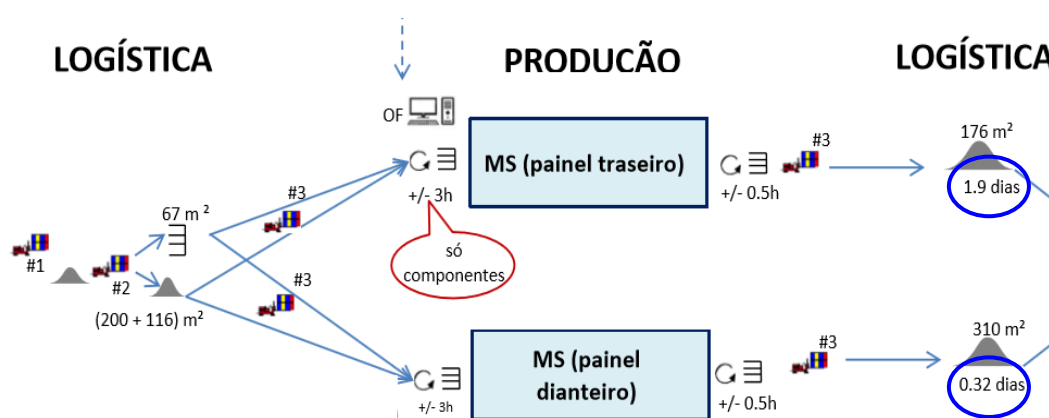 LOGÍSTICA
PRODUCÃO
LOGÍSTICA
OF
MS (painel traseiro)
+/- 3h
#3
+/- 0.5h
176 m²
1.9 dias
só
componentes
#3
67 m ²
#1
#2
(200 + 116) m²
#3
MS (painel
dianteiro)
+/- 3h
#3
+/- 0.5h
310 m²
0.32 dias